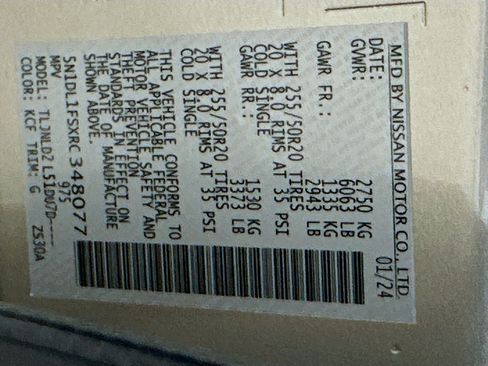 MFD BY NISSAN MOTOR CO., LTD.
DATE: 01/24
GVWR: 2750 KG
6063 LB
GAWR FR.: 1335 KG
2943 LB
WITH 255/50R20 TIRES
20 X 8.0 RIMS AT 35 PSI
COLD SINGLE
GAWR RR.: 1530 KG
3373 LB
WITH 255/50R20 TIRES
20 X 8.0 RIMS AT 35 PSI
COLD SINGLE
THIS VEHICLE CONFORMS TO
ALL APPLICABLE FEDERAL
MOTOR VEHICLE SAFETY AND
THEFT PREVENTION
STANDARDS IN EFFECT ON
THE DATE OF MANUFACTURE
SHOWN ABOVE.
5N1DL1FSXRC348077
MPV 975
MODEL: TLJNLD2 L51DU7D----
COLOR: KCF TRIM: G Z530A